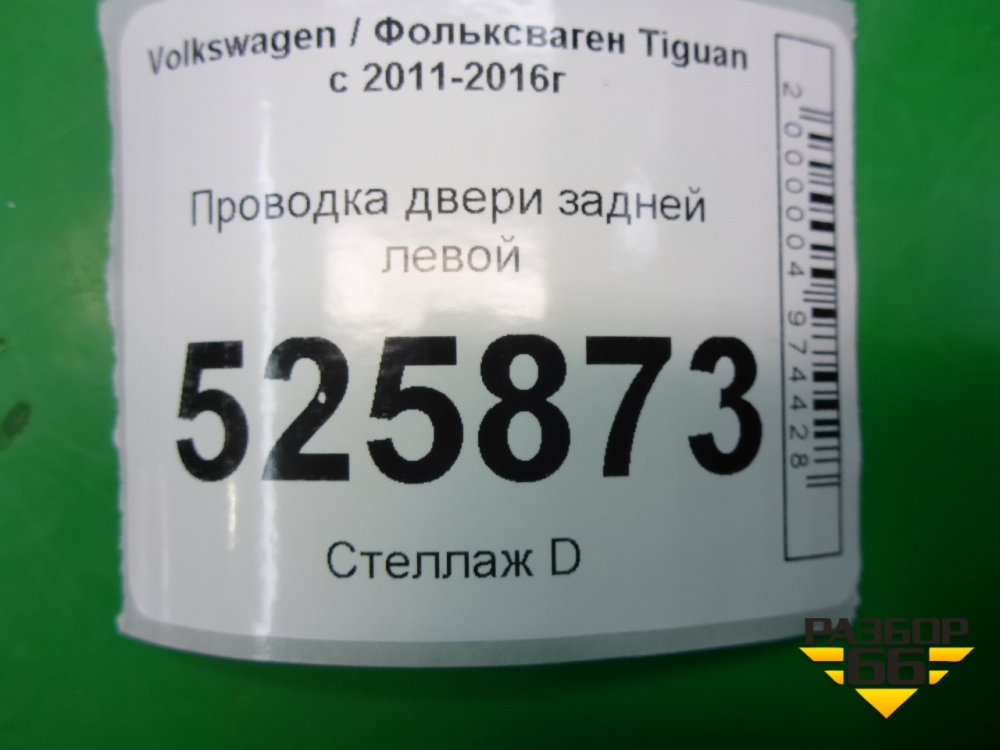 Volkswagen / Фольксваген Tiguan
с 2011-2016г
Проводка двери задней
левой
525873
Стеллаж D
2000004974428
РАЗБОР
66